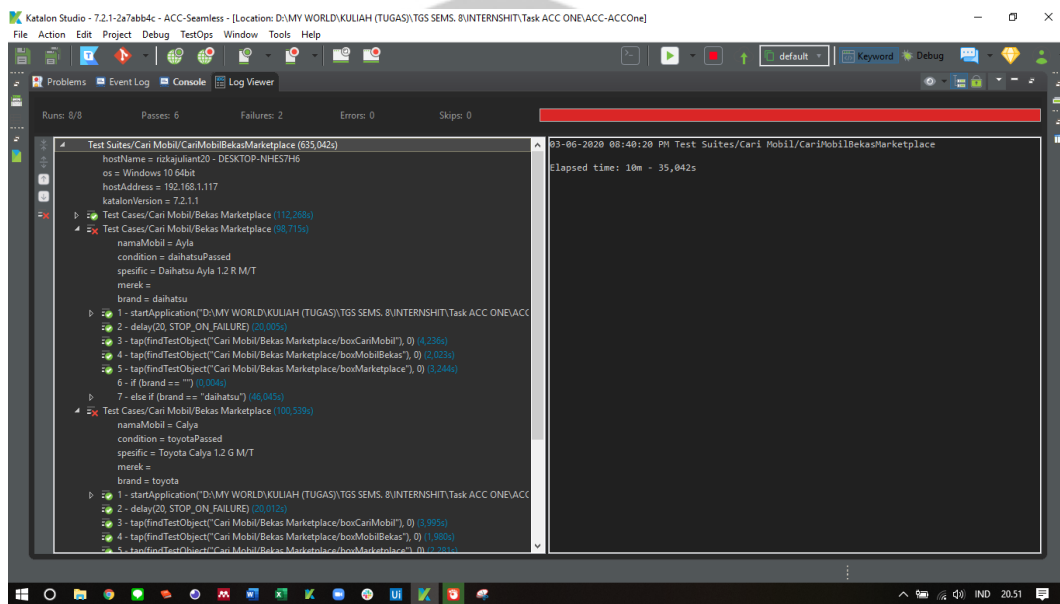 Katalon Studio - 7.2.1-2a7abb4c - ACC-Seamless - [Location: D:\MY WORLD\KULIAH (TUGAS)\TGS SEMS. 8\INTERNSHIT\Task ACC ONE\ACC-ACCOne]
File Action Edit Project Debug TestOps Window Tools Help
default Keyword Debug
Problems Event Log Console Log Viewer
Runs: 8/8 Passes: 6 Failures: 2 Errors: 0 Skips: 0
Test Suites/Cari Mobil/CariMobilBekasMarketplace (635,042s)
hostName = rizkajuliant20 - DESKTOP-NHES7H6
os = Windows 10 64bit
hostAddress = 192.168.1.117
katalonVersion = 7.2.1.1
Test Cases/Cari Mobil/Bekas Marketplace (112,268s)
Test Cases/Cari Mobil/Bekas Marketplace (98,715s)
namaMobil = Ayla
condition = daihatsuPassed
spesific = Daihatsu Ayla 1.2 R M/T
merek =
brand = daihatsu
1 - startApplication("D:\MY WORLD\KULIAH (TUGAS)\TGS SEMS. 8\INTERNSHIT\Task ACC ONE\ACC
2 - delay(20, STOP_ON_FAILURE) (20,005s)
3 - tap(findTestObject("Cari Mobil/Bekas Marketplace/boxCariMobil"), 0) (4,236s)
4 - tap(findTestObject("Cari Mobil/Bekas Marketplace/boxMobilBekas"), 0) (2,023s)
5 - tap(findTestObject("Cari Mobil/Bekas Marketplace/boxMarketplace"), 0) (3,244s)
6 - if (brand == "") (0,004s)
7 - else if (brand == "daihatsu") (46,045s)
Test Cases/Cari Mobil/Bekas Marketplace (100,539s)
namaMobil = Calya
condition = toyotaPassed
spesific = Toyota Calya 1.2 G M/T
merek =
brand = toyota
1 - startApplication("D:\MY WORLD\KULIAH (TUGAS)\TGS SEMS. 8\INTERNSHIT\Task ACC ONE\ACC
2 - delay(20, STOP_ON_FAILURE) (20,012s)
3 - tap(findTestObject("Cari Mobil/Bekas Marketplace/boxCariMobil"), 0) (3,995s)
4 - tap(findTestObject("Cari Mobil/Bekas Marketplace/boxMobilBekas"), 0) (1,980s)
5 - tap(findTestObject("Cari Mobil/Bekas Marketplace/boxMarketplace"), 0) (2,281s)
03-06-2020 08:40:20 PM Test Suites/Cari Mobil/CariMobilBekasMarketplace
Elapsed time: 10m - 35,042s
IND 20.51